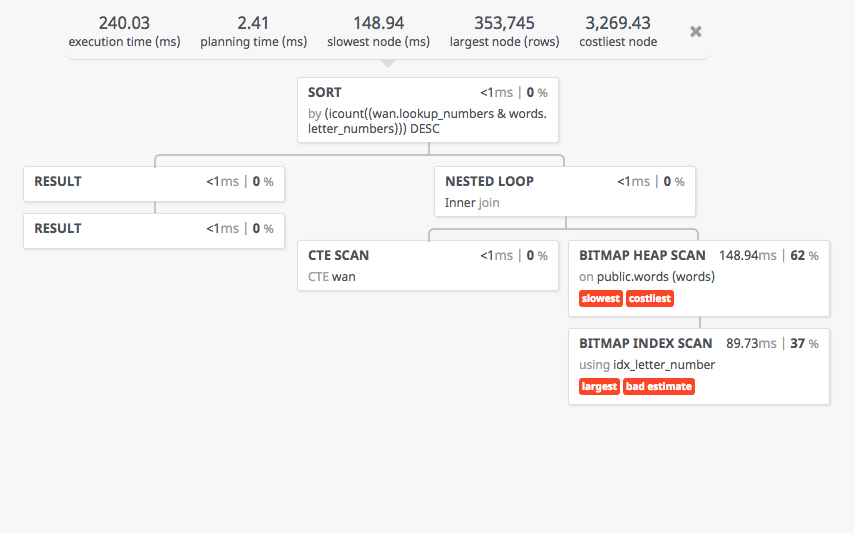 240.03 2.41 148.94 353,745 3,269.43
execution time (ms) planning time (ms) slowest node (ms) largest node (rows) costliest node ✖
SORT <1ms | 0 %
by (icount((wan.lookup_numbers & words.
letter_numbers))) DESC
RESULT <1ms | 0 %
NESTED LOOP <1ms | 0 %
Inner join
RESULT <1ms | 0 %
CTE SCAN <1ms | 0 %
CTE wan
BITMAP HEAP SCAN 148.94ms | 62 %
on public.words (words)
slowest costliest
BITMAP INDEX SCAN 89.73ms | 37 %
using idx_letter_number
largest bad estimate